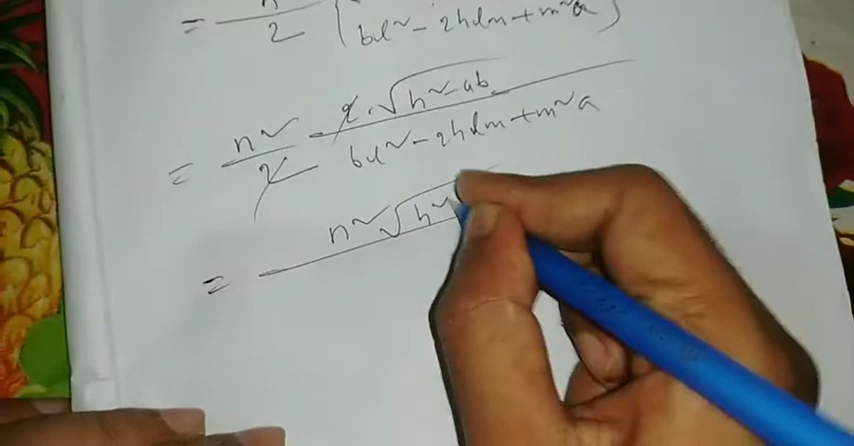 = n~/2 ( bl~ - 2hlm + m~a )
= n~/2 · 2·√h~-ab / bl~ - 2hlm + m~a
= n~√h~